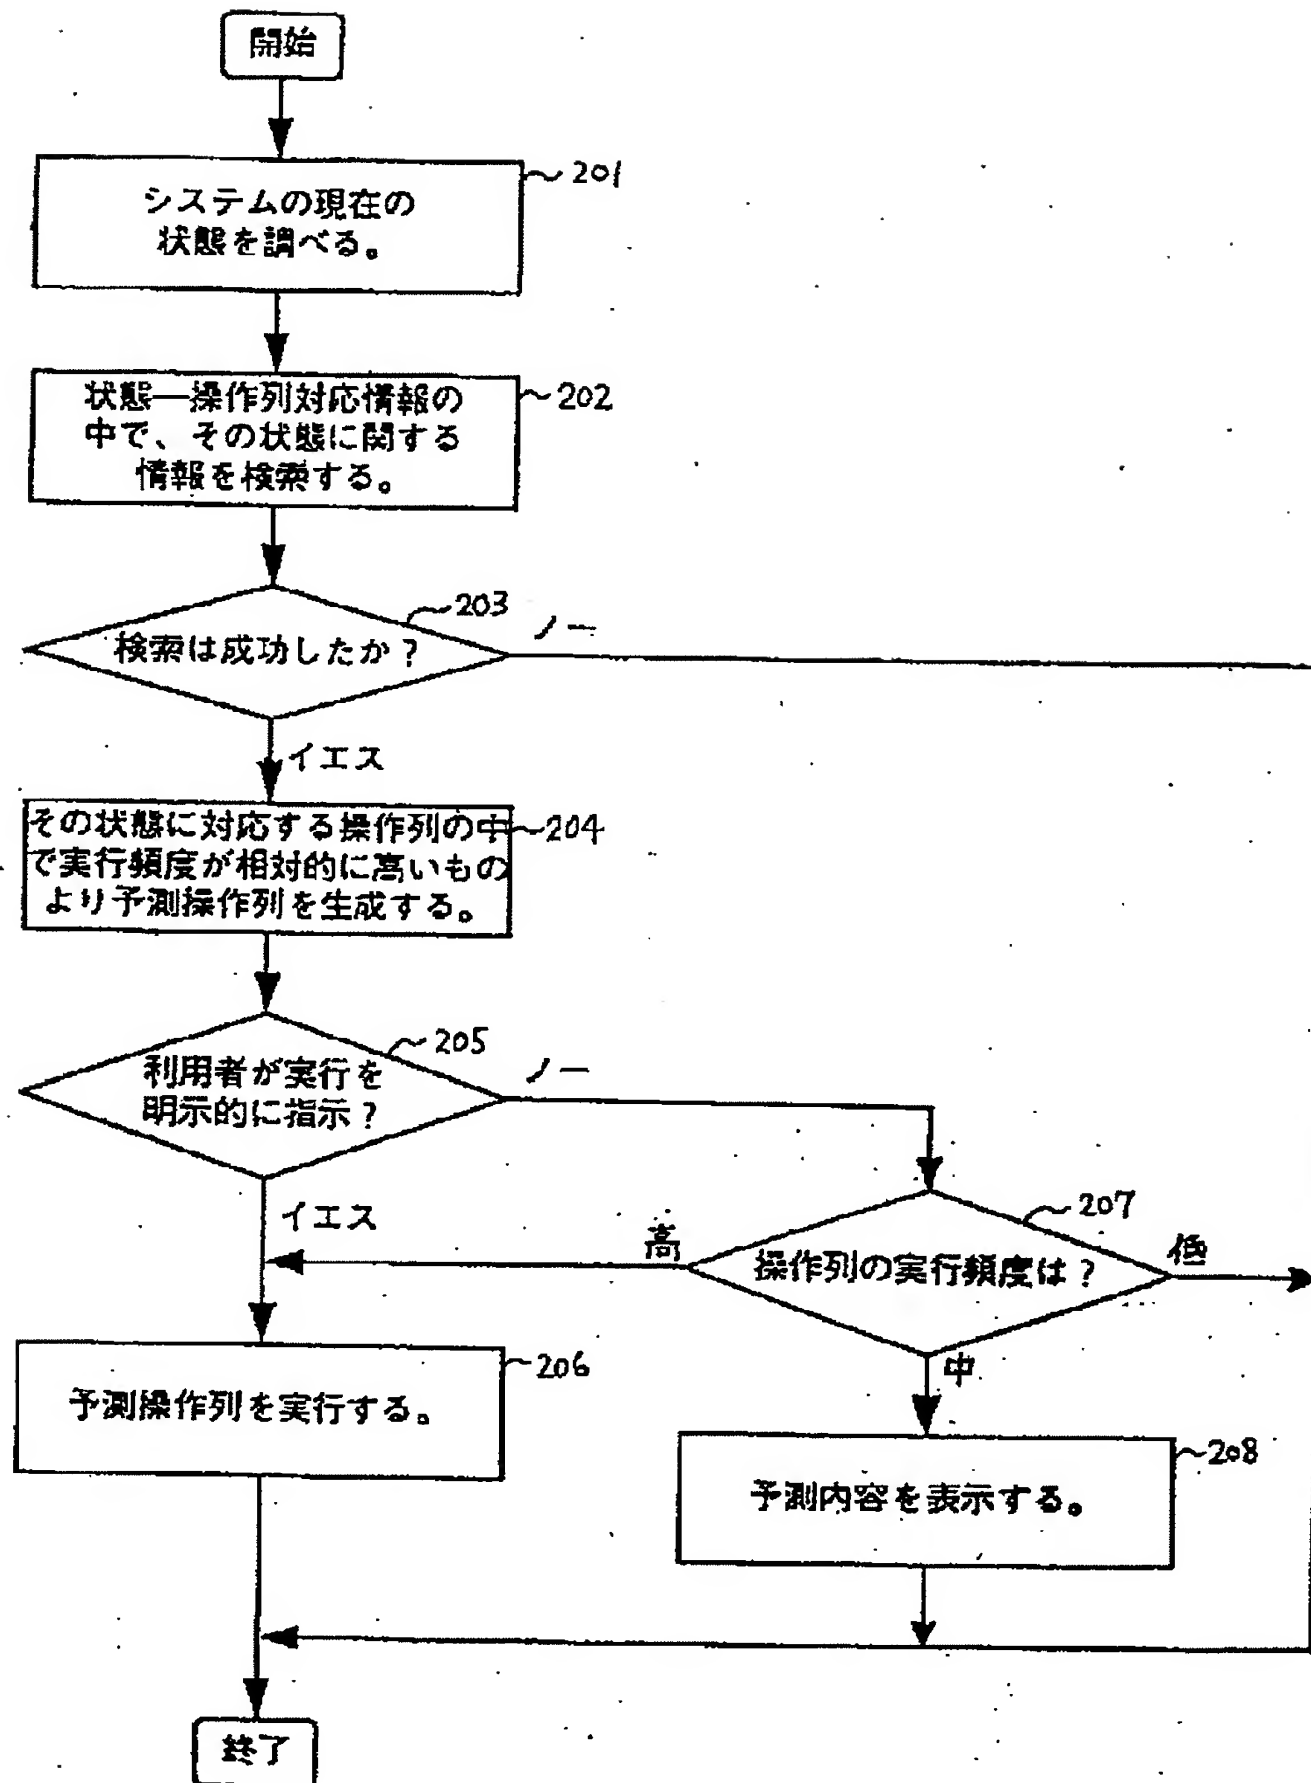 開始
201
システムの現在の
状態を調べる。
202
状態―操作列対応情報の
中で、その状態に関する
情報を検索する。
203
検索は成功したか?
ノー
イエス
204
その状態に対応する操作列の中
で実行頻度が相対的に高いもの
より予測操作列を生成する。
205
利用者が実行を
明示的に指示?
ノー
イエス
207
高
操作列の実行頻度は?
低
中
206
予測操作列を実行する。
208
予測内容を表示する。
終了